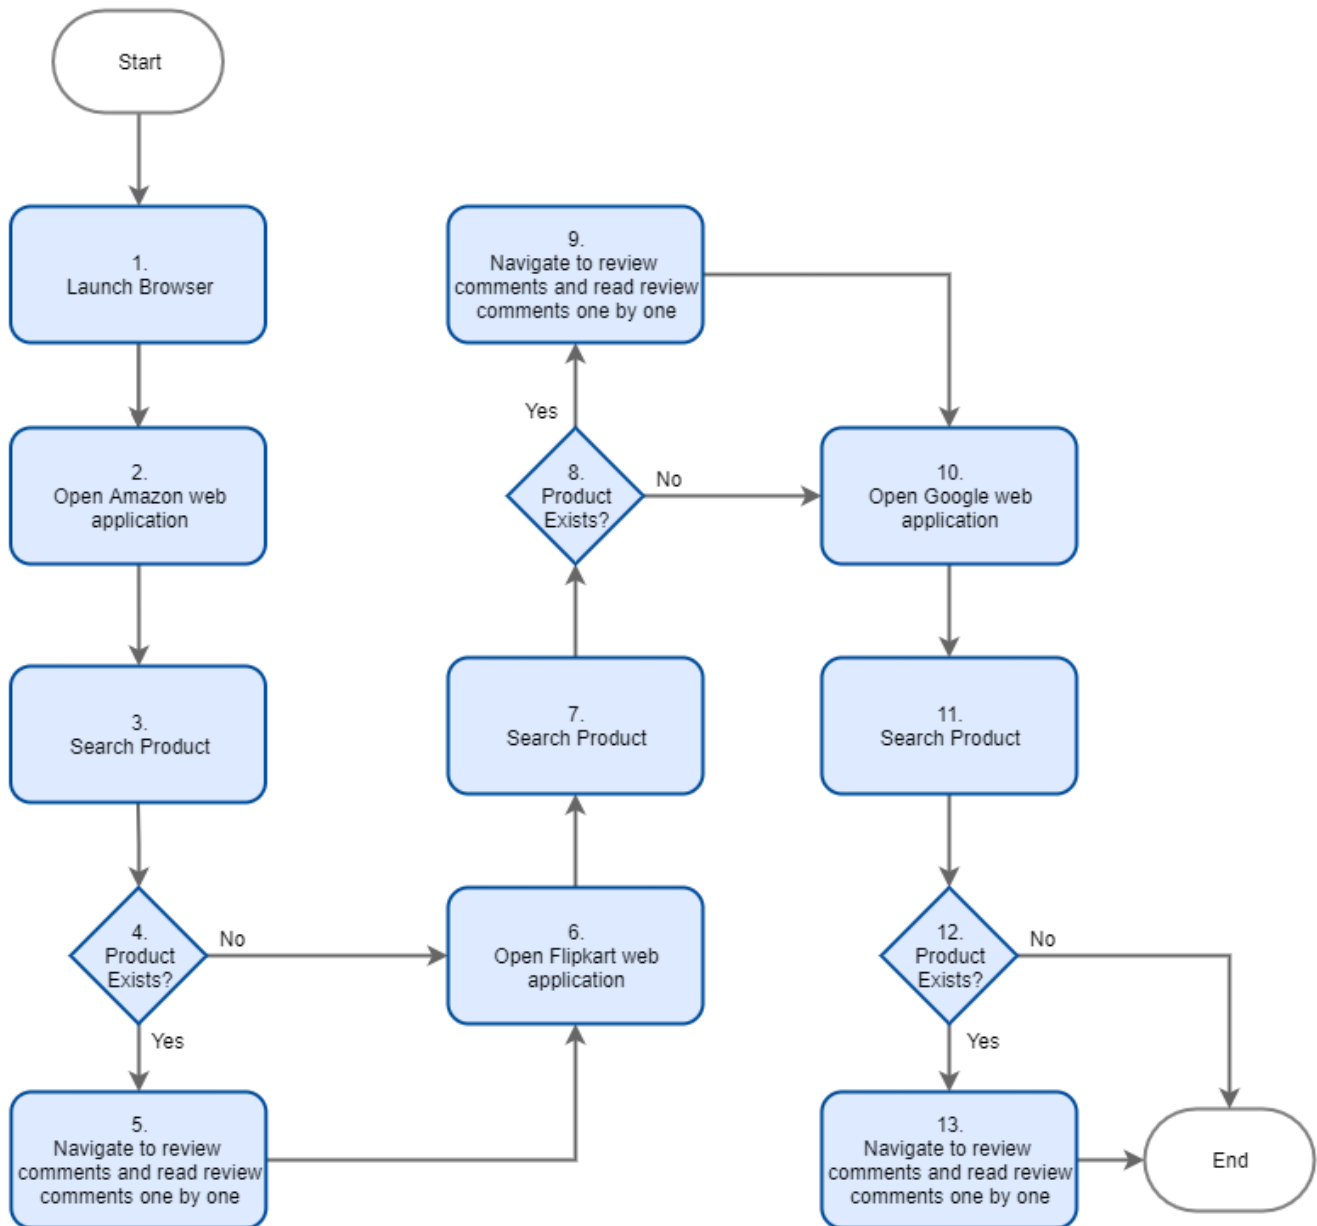 Start
1.
Launch Browser
2.
Open Amazon web
application
3.
Search Product
4.
Product
Exists?
No
Yes
5.
Navigate to review
comments and read review
comments one by one
6.
Open Flipkart web
application
7.
Search Product
8.
Product
Exists?
Yes
No
9.
Navigate to review
comments and read review
comments one by one
10.
Open Google web
application
11.
Search Product
12.
Product
Exists?
No
Yes
13.
Navigate to review
comments and read review
comments one by one
End